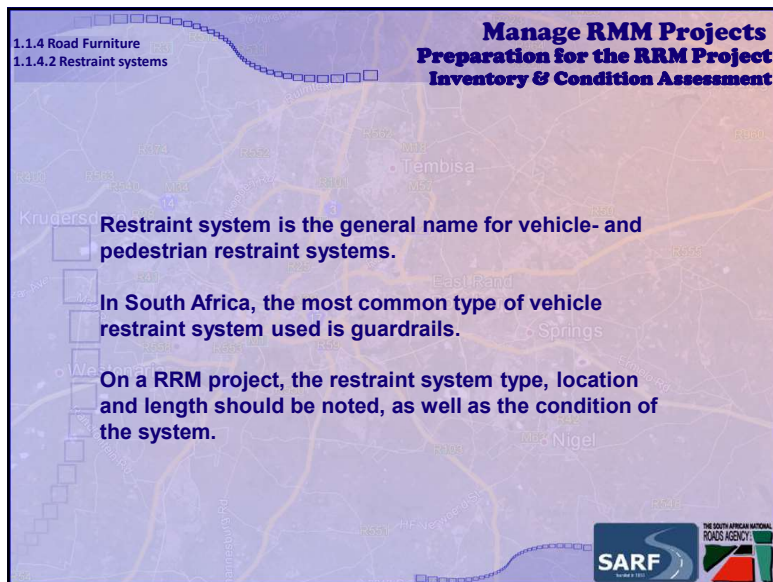 1.1.4 Road Furniture
1.1.4.2 Restraint systems
Manage RMM Projects
Preparation for the RRM Project
Inventory & Condition Assessment
Tembisa
Restraint system is the general name for vehicle- and
pedestrian restraint systems.
In South Africa, the most common type of vehicle
restraint system used is guardrails.
Springs
On a RRM project, the restraint system type, location
and length should be noted, as well as the condition of
the system.
Nigel
SARF
THE SOUTH AFRICAN NATIONAL
ROADS AGENCY